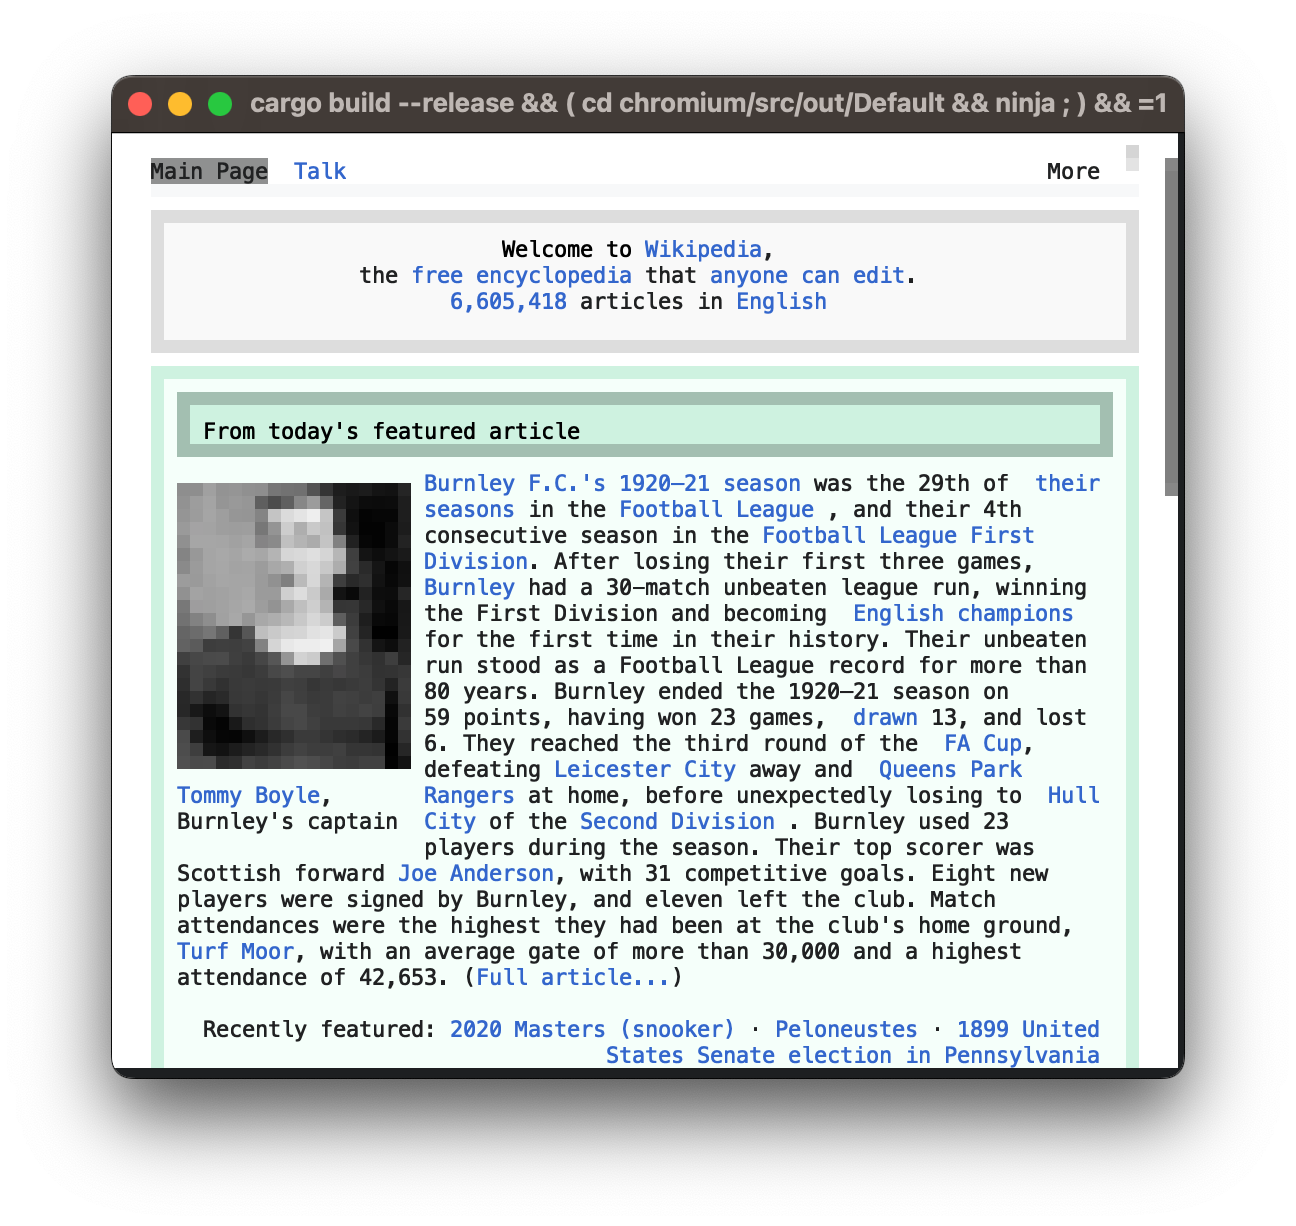 cargo build --release && ( cd chromium/src/out/Default && ninja ; ) && =1
Main Page Talk More
Welcome to Wikipedia,
the free encyclopedia that anyone can edit.
6,605,418 articles in English
From today's featured article
Burnley F.C.'s 1920–21 season was the 29th of their
seasons in the Football League , and their 4th
consecutive season in the Football League First
Division. After losing their first three games,
Burnley had a 30–match unbeaten league run, winning
the First Division and becoming English champions
for the first time in their history. Their unbeaten
run stood as a Football League record for more than
80 years. Burnley ended the 1920–21 season on
59 points, having won 23 games, drawn 13, and lost
6. They reached the third round of the FA Cup,
defeating Leicester City away and Queens Park
Rangers at home, before unexpectedly losing to Hull
City of the Second Division . Burnley used 23
players during the season. Their top scorer was
Tommy Boyle,
Burnley's captain
Scottish forward Joe Anderson, with 31 competitive goals. Eight new
players were signed by Burnley, and eleven left the club. Match
attendances were the highest they had been at the club's home ground,
Turf Moor, with an average gate of more than 30,000 and a highest
attendance of 42,653. (Full article...)
Recently featured: 2020 Masters (snooker) · Peloneustes · 1899 United
States Senate election in Pennsylvania